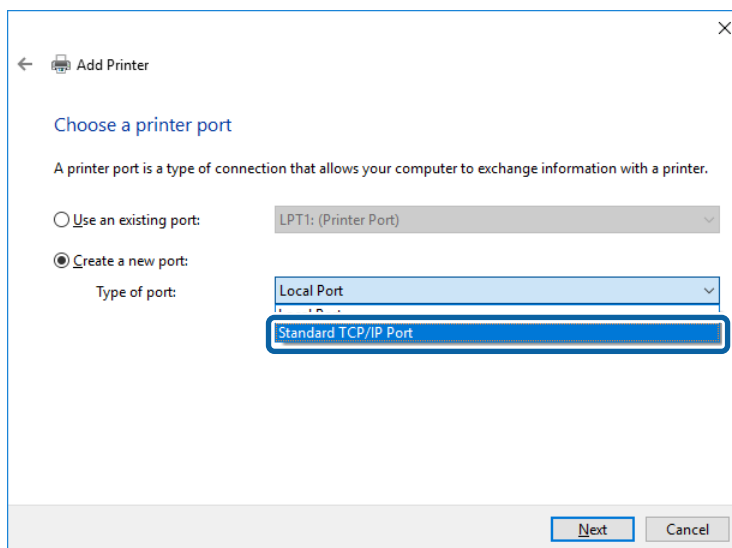 Add Printer
Choose a printer port
A printer port is a type of connection that allows your computer to exchange information with a printer.
Use an existing port: LPT1: (Printer Port)
Create a new port:
Type of port: Local Port
Standard TCP/IP Port
Next Cancel